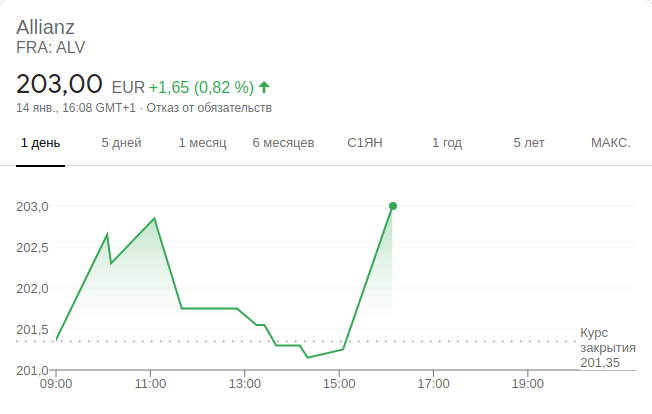 Allianz
FRA: ALV
203,00 EUR +1,65 (0,82 %)
14 янв., 16:08 GMT+1 · Отказ от обязательств
1 день 5 дней 1 месяц 6 месяцев С1ЯН 1 год 5 лет МАКС.
203,0
202,5
202,0
201,5
201,0
Курс
закрытия
201,35
09:00 11:00 13:00 15:00 17:00 19:00